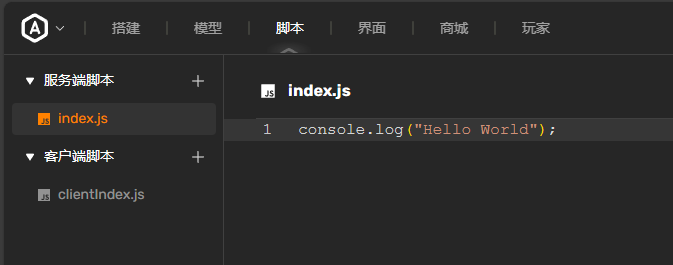 搭建 模型 脚本 界面 商城 玩家
服务端脚本
JS index.js
客户端脚本
JS clientIndex.js
JS index.js
1 console.log("Hello World");